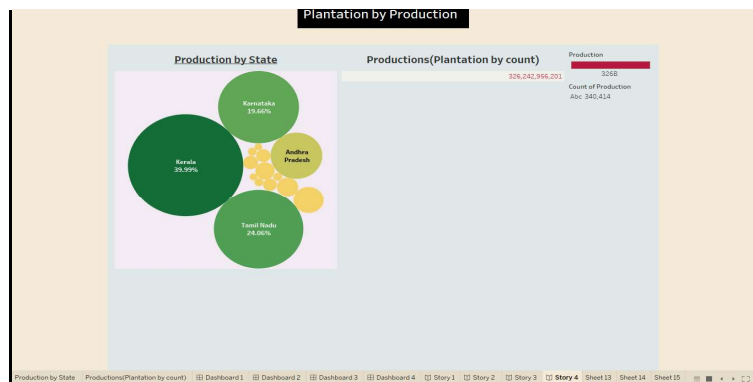 Plantation by Production
Production by State
Productions(Plantation by count)
Production
326,242,956,201
326B
Count of Production
Abc 340,414
Karnataka
19.66%
Andhra
Pradesh
Kerala
39.99%
Tamil Nadu
24.06%
Production by State Productions(Plantation by count) Dashboard 1 Dashboard 2 Dashboard 3 Dashboard 4 Story 1 Story 2 Story 3 Story 4 Sheet 13 Sheet 14 Sheet 15